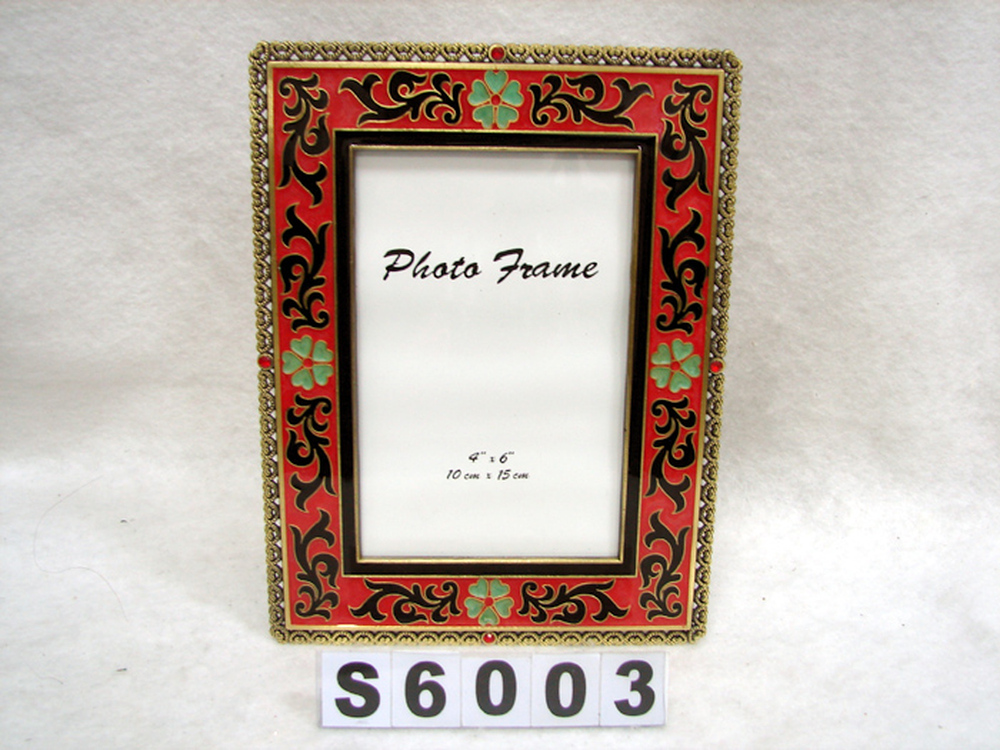 Photo Frame
4" x 6"
10 cm x 15 cm
S6003